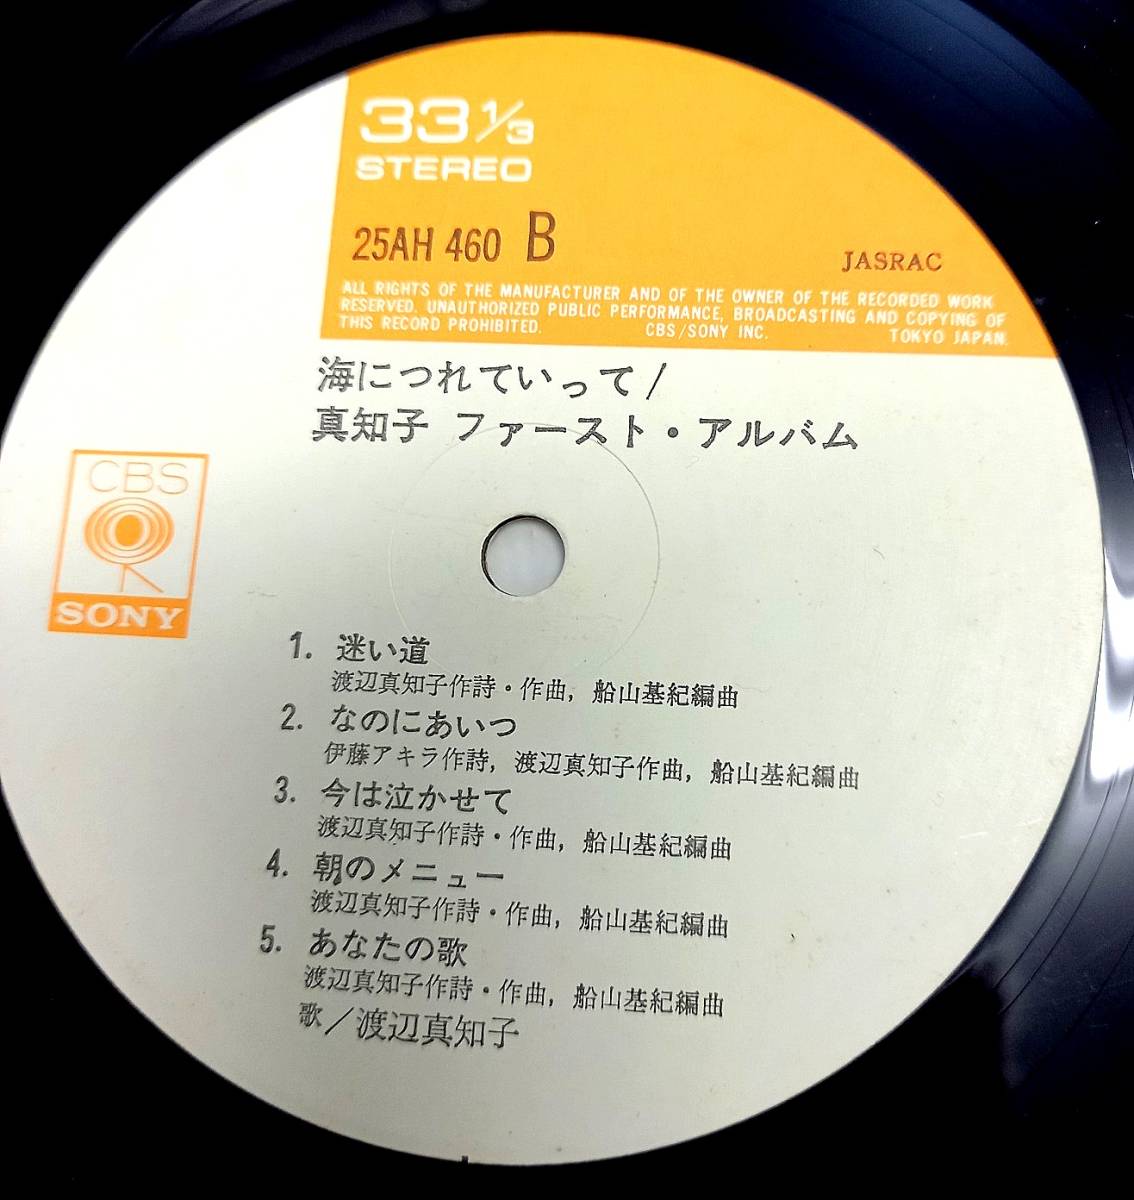 33 1/3
STEREO
25AH 460 B
JASRAC
ALL RIGHTS OF THE MANUFACTURER AND OF THE OWNER OF THE RECORDED WORK
RESERVED. UNAUTHORIZED PUBLIC PERFORMANCE, BROADCASTING AND COPYING OF
THIS RECORD PROHIBITED. CBS/SONY INC. TOKYO JAPAN.
海につれていって/
真知子 ファースト・アルバム
CBS
SONY
1. 迷い道
渡辺真知子作詩・作曲, 船山基紀編曲
2. なのにあいつ
伊藤アキラ作詩, 渡辺真知子作曲, 船山基紀編曲
3. 今は泣かせて
渡辺真知子作詩・作曲, 船山基紀編曲
4. 朝のメニュー
渡辺真知子作詩・作曲, 船山基紀編曲
5. あなたの歌
渡辺真知子作詩・作曲, 船山基紀編曲
歌/渡辺真知子